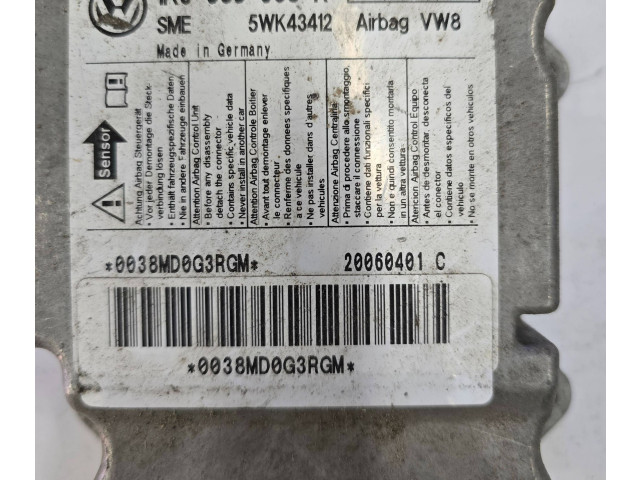 SME 5WK43412 Airbag VW8
Made in Germany
Sensor
Achtung Airbag Steuergerät
• Vor jeder Demontage die Steck-
verbindung lösen
• Enthält fahrzeugspezifische Daten
• Nie in andere Fahrzeuge einbauen
Attention Airbag Control Unit
• Before any disassembly
detach the connector
• Contains specific vehicle data
• Never install in another car
Attention Airbag Controle Boitier
• Avant tout demontage enlever
le connecteur
• Renferme des donnees specifiques
a ce vehicule
• Ne pas installer dans d'autres
vehicules
Attenzione Airbag Centralina
• Prima di procedere allo smontaggio,
staccare il connessione
• Contiene dati funzionali specifici
per la vettura
• Non e quindi consentito montarla
in un altra vettura
Atencion Airbag Control Equipo
• Antes de desmontar, desconecta
el conector
• Contiene datos especificos del
vehiculo
• No se monte en otros vehiculos
*0038MD0G3RGM* 20060401 C
*0038MD0G3RGM*